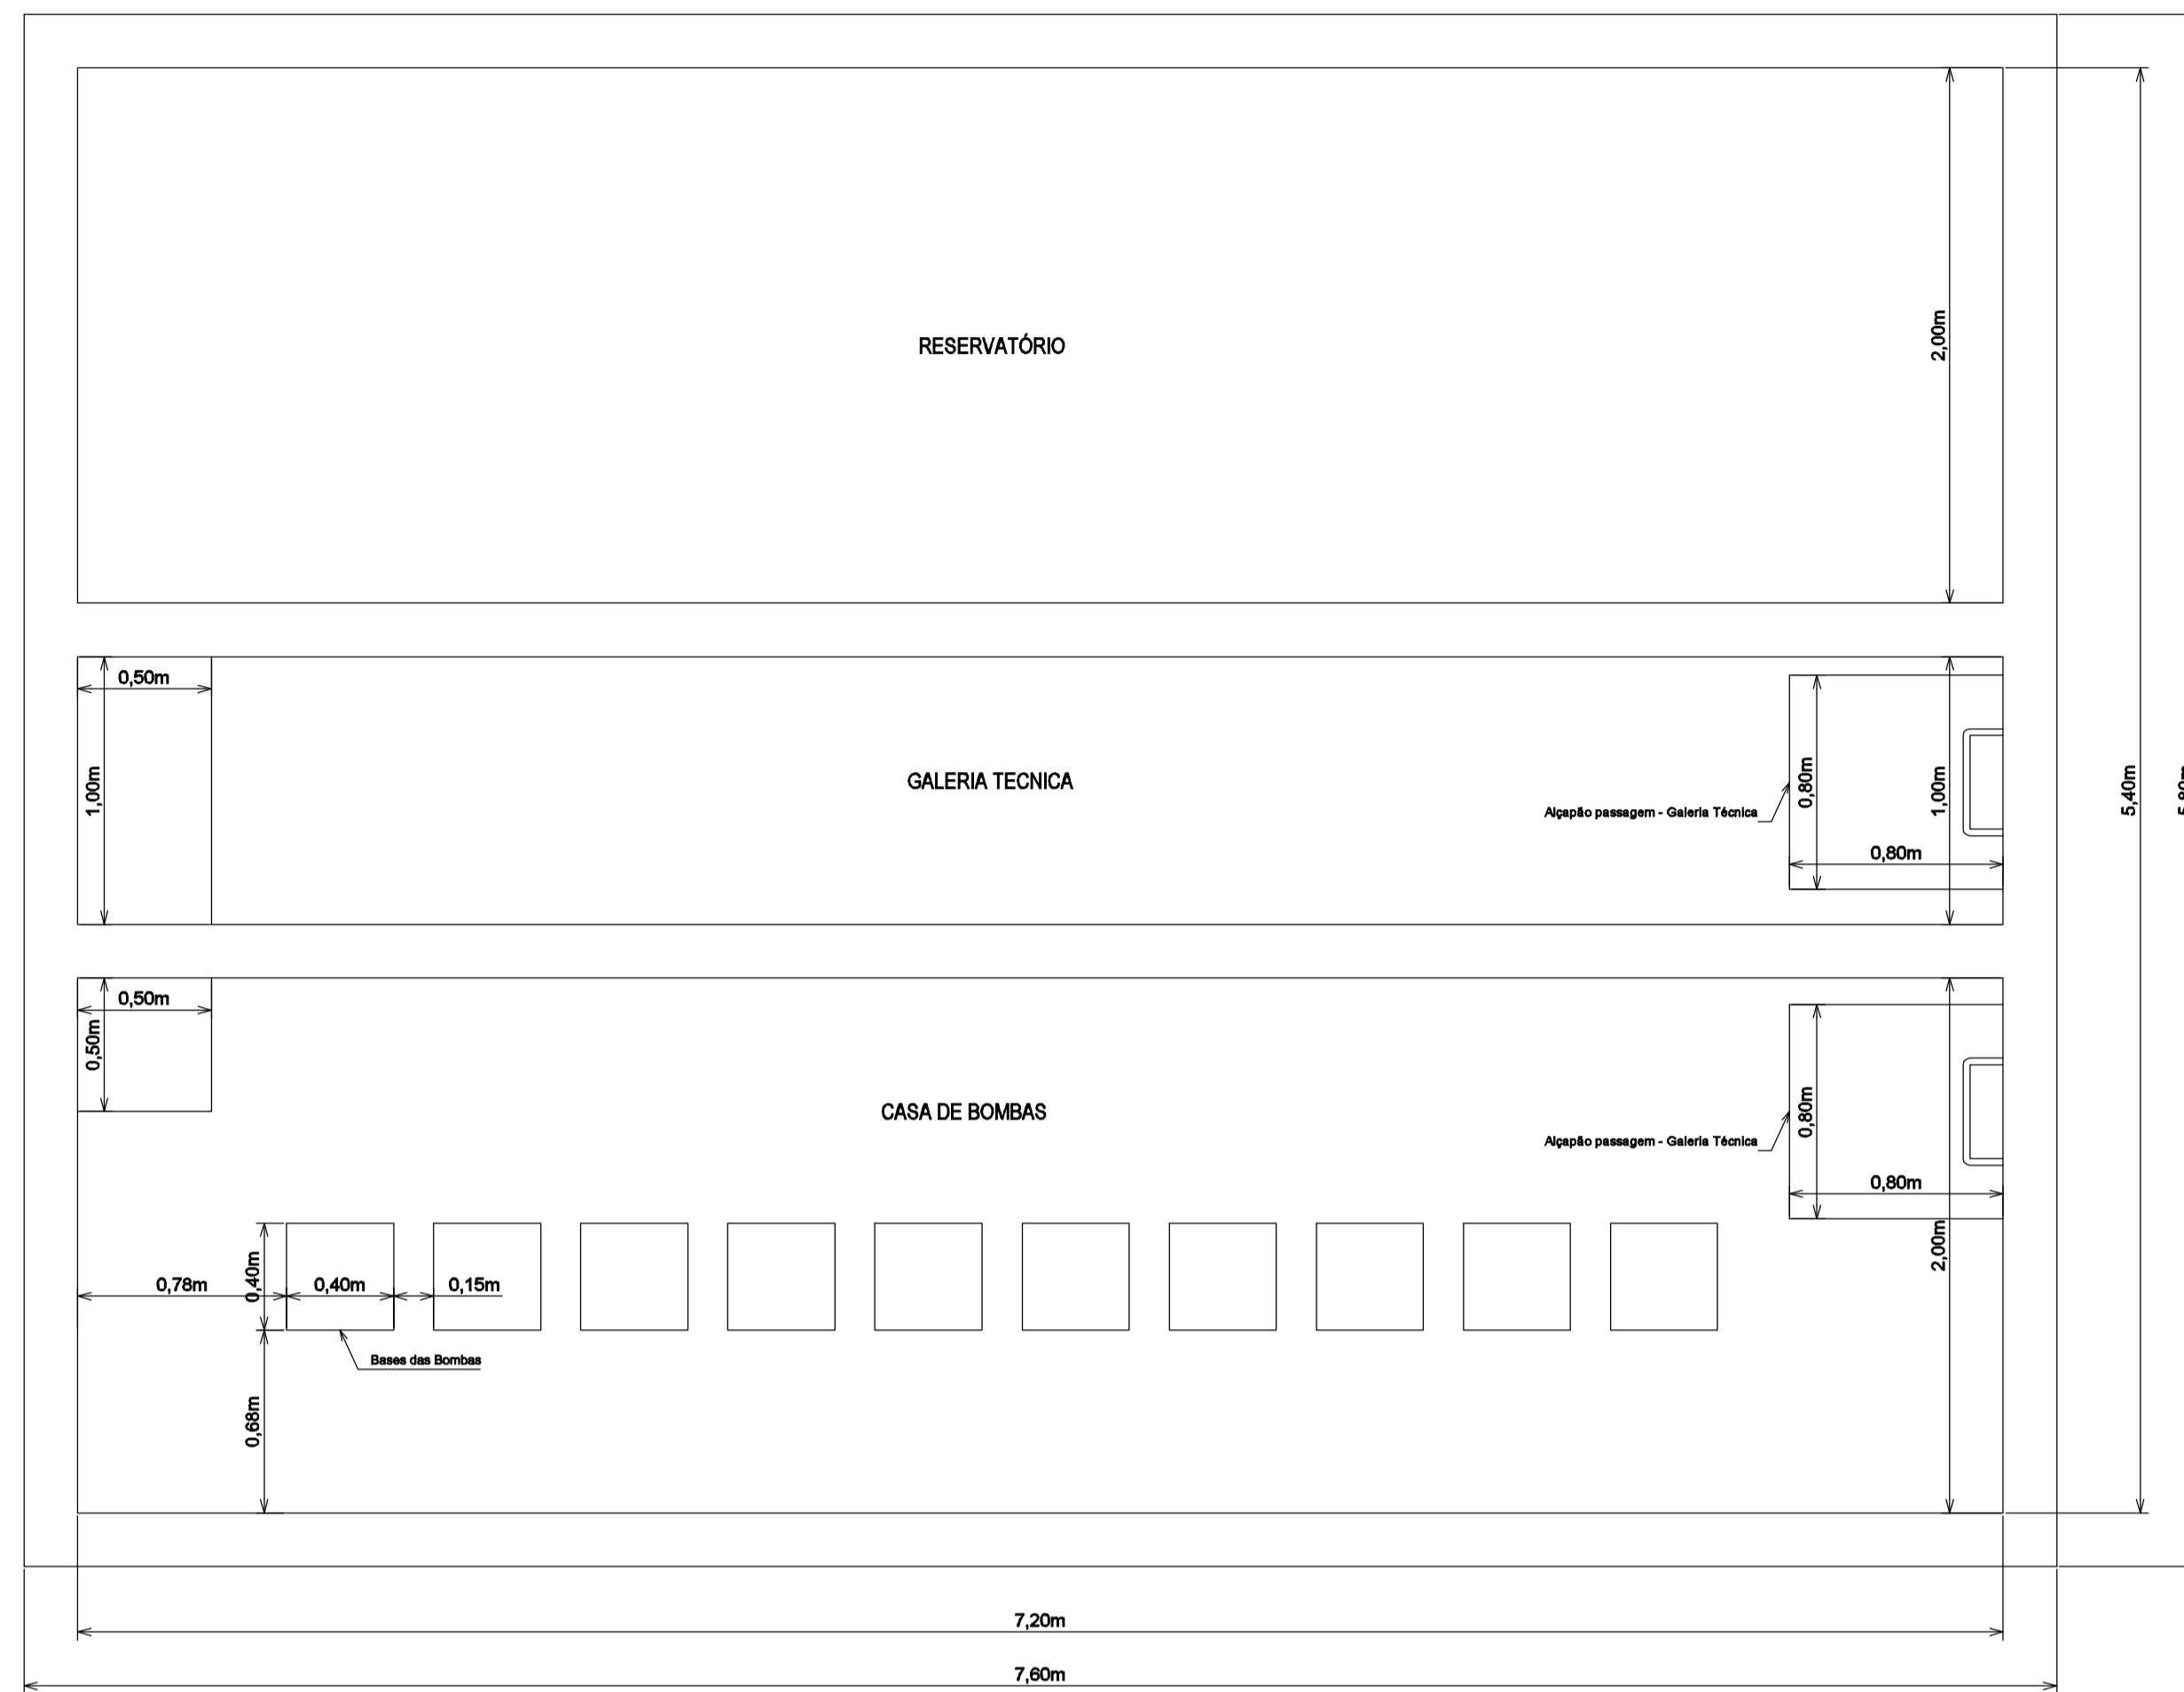 RESERVATÓRIO
2,00m
0,50m
1,00m
GALERIA TECNICA
Alçapão passagem - Galeria Técnica
0,80m
0,80m
1,00m
5,40m
5,80m
0,50m
0,50m
CASA DE BOMBAS
Alçapão passagem - Galeria Técnica
0,80m
0,80m
2,00m
0,78m
0,40m
0,40m
0,15m
Bases das Bombas
0,68m
7,20m
7,60m